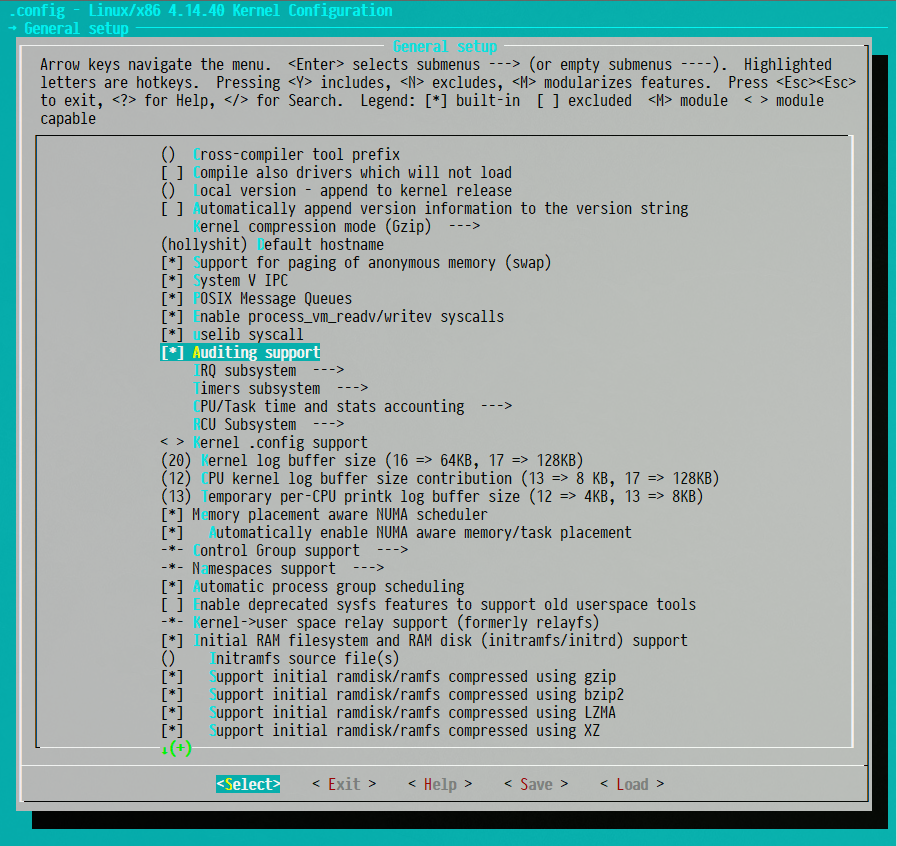 .config - Linux/x86 4.14.40 Kernel Configuration
→ General setup
General setup
Arrow keys navigate the menu.  <Enter> selects submenus ---> (or empty submenus ----).  Highlighted
letters are hotkeys.  Pressing <Y> includes, <N> excludes, <M> modularizes features.  Press <Esc><Esc>
to exit, <?> for Help, </> for Search.  Legend: [*] built-in  [ ] excluded  <M> module  < > module
capable
()  Cross-compiler tool prefix
[ ] Compile also drivers which will not load
()  Local version - append to kernel release
[ ] Automatically append version information to the version string
Kernel compression mode (Gzip)  --->
(hollyshit) Default hostname
[*] Support for paging of anonymous memory (swap)
[*] System V IPC
[*] POSIX Message Queues
[*] Enable process_vm_readv/writev syscalls
[*] uselib syscall
[*] Auditing support
IRQ subsystem  --->
Timers subsystem  --->
CPU/Task time and stats accounting  --->
RCU Subsystem  --->
< > Kernel .config support
(20) Kernel log buffer size (16 => 64KB, 17 => 128KB)
(12) CPU kernel log buffer size contribution (13 => 8 KB, 17 => 128KB)
(13) Temporary per-CPU printk log buffer size (12 => 4KB, 13 => 8KB)
[*] Memory placement aware NUMA scheduler
[*]   Automatically enable NUMA aware memory/task placement
-*- Control Group support  --->
-*- Namespaces support  --->
[*] Automatic process group scheduling
[ ] Enable deprecated sysfs features to support old userspace tools
-*- Kernel->user space relay support (formerly relayfs)
[*] Initial RAM filesystem and RAM disk (initramfs/initrd) support
()    Initramfs source file(s)
[*]   Support initial ramdisk/ramfs compressed using gzip
[*]   Support initial ramdisk/ramfs compressed using bzip2
[*]   Support initial ramdisk/ramfs compressed using LZMA
[*]   Support initial ramdisk/ramfs compressed using XZ
↓(+)
<Select>    < Exit >    < Help >    < Save >    < Load >